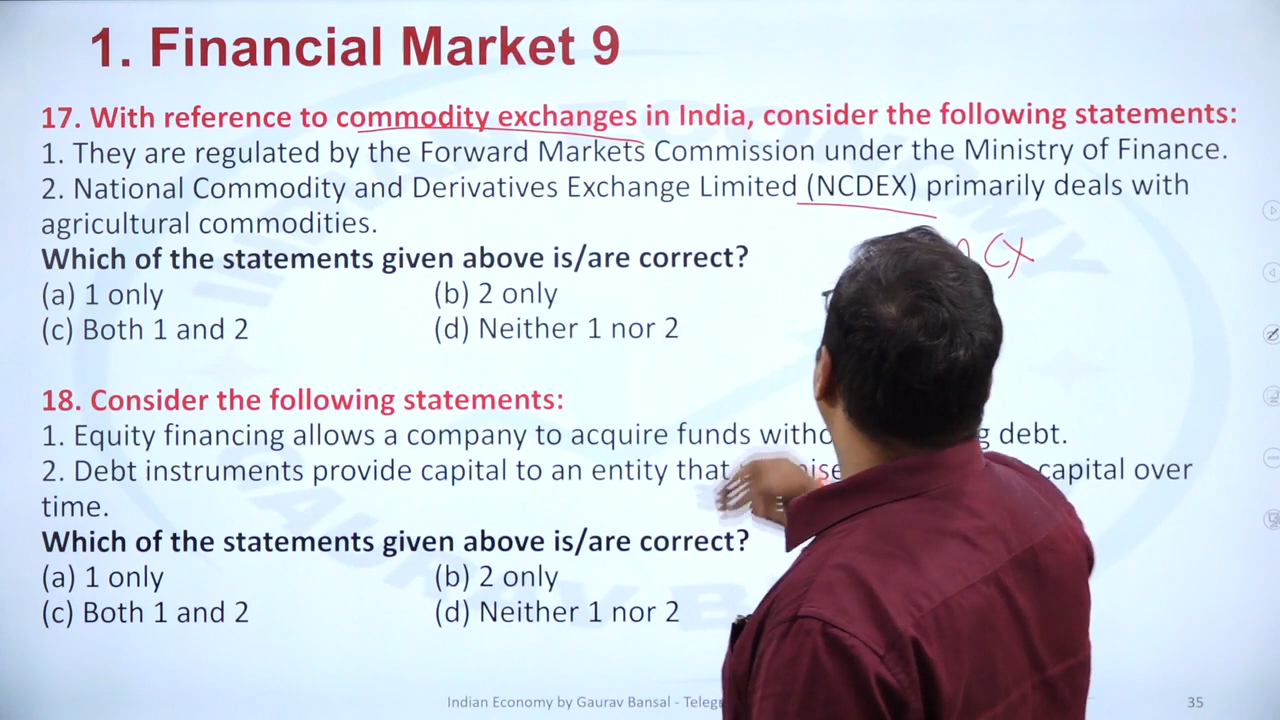 1. Financial Market 9
17. With reference to commodity exchanges in India, consider the following statements:
1. They are regulated by the Forward Markets Commission under the Ministry of Finance.
2. National Commodity and Derivatives Exchange Limited (NCDEX) primarily deals with
agricultural commodities.
CX
Which of the statements given above is/are correct?
(a) 1 only (b) 2 only
(c) Both 1 and 2 (d) Neither 1 nor 2
18. Consider the following statements:
1. Equity financing allows a company to acquire funds debt.
2. Debt instruments provide capital to an entity that capital over
time.
Which of the statements given above is/are correct?
(a) 1 only (b) 2 only
(c) Both 1 and 2 (d) Neither 1 nor 2
Indian Economy by Gaurav Bansal - 35